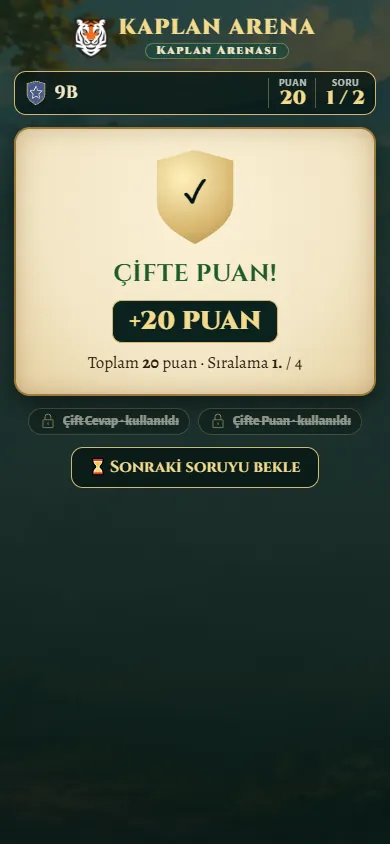 KAPLAN ARENA
Kaplan Arenası
9B
PUAN
20
SORU
1 / 2
ÇİFTE PUAN!
+20 PUAN
Toplam 20 puan · Sıralama 1. / 4
Çift Cevap · kullanıldı
Çifte Puan · kullanıldı
SONRAKİ SORUYU BEKLE